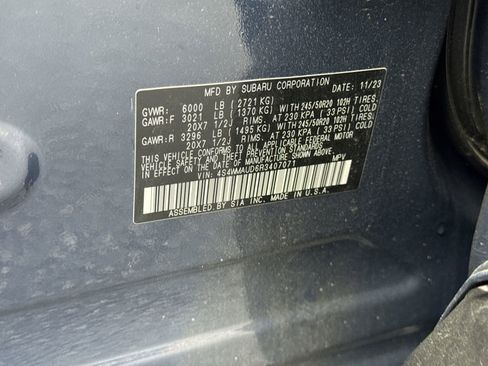 MFD BY SUBARU CORPORATION DATE 11/23
GVWR: 6000 LB (2721 KG)
GAWR:F 3021 LB (1370 KG) WITH 245/50R20 102H TIRES,
20X7 1/2J RIMS, AT 230 KPA (33 PSI) COLD
GAWR:R 3296 LB (1495 KG) WITH 245/50R20 102H TIRES,
20X7 1/2J RIMS, AT 230 KPA (33 PSI) COLD
THIS VEHICLE CONFORMS TO ALL APPLICABLE FEDERAL MOTOR
VEHICLE SAFETY AND BUMPER STANDARDS
IN EFFECT ON THE DATE OF MANUFACTURE SHOWN ABOVE.
VIN: 4S4WMAUD6R3407071 MPV
ASSEMBLED BY SIA INC. MADE IN U.S.A.